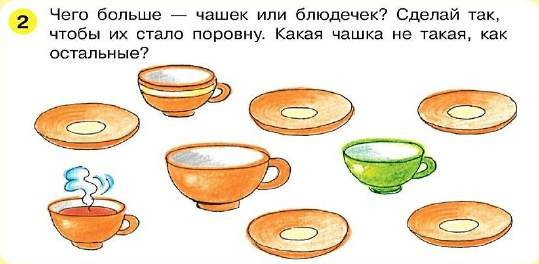 2 Чего больше — чашек или блюдечек? Сделай так,
чтобы их стало поровну. Какая чашка не такая, как
остальные?